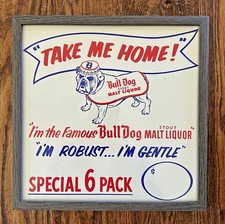 "TAKE ME HOME!"
B
Bull Dog
STOUT
MALT LIQUOR
"I'm the famous Bull Dog STOUT MALT LIQUOR"
"I'M ROBUST... I'M GENTLE"
SPECIAL 6 PACK